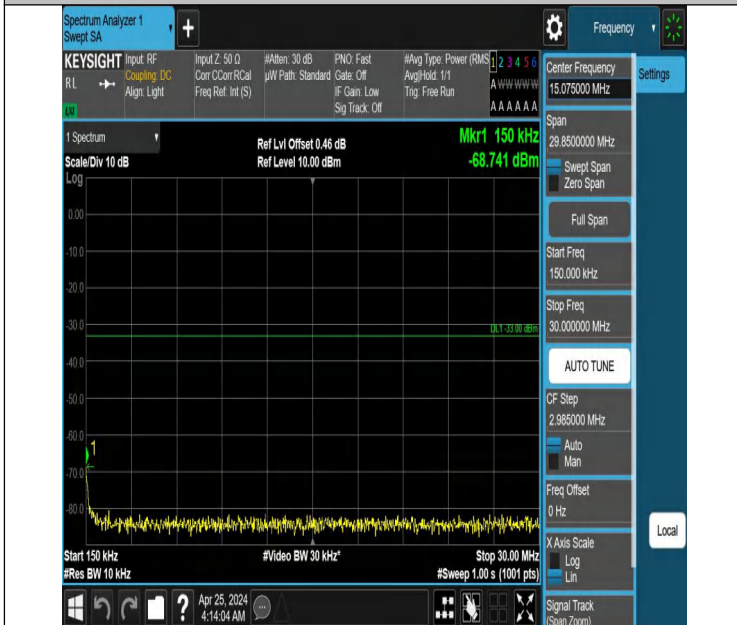 Spectrum Analyzer 1
Swept SA
Frequency
KEYSIGHT
RL
LXI
Input: RF
Coupling: DC
Align: Light
Input Z: 50 Ω
Corr CCorr RCal
Freq Ref: Int (S)
#Atten: 30 dB
µW Path: Standard
PNO: Fast
Gate: Off
IF Gain: Low
Sig Track: Off
#Avg Type: Power (RMS
Avg|Hold: 1/1
Trig: Free Run
1 2 3 4 5 6
A W W W W W
A A A A A A
1 Spectrum
Scale/Div 10 dB
Log
Ref Lvl Offset 0.46 dB
Ref Level 10.00 dBm
Mkr1 150 kHz
-68.741 dBm
0.00
-10.0
-20.0
-30.0
DL1 -33.00 dBm
-40.0
-50.0
-60.0
1
-70.0
-80.0
Start 150 kHz
#Res BW 10 kHz
#Video BW 30 kHz*
Stop 30.00 MHz
#Sweep 1.00 s (1001 pts)
Apr 25, 2024
4:14:04 AM
Center Frequency
15.075000 MHz
Settings
Span
29.8500000 MHz
Swept Span
Zero Span
Full Span
Start Freq
150.000 kHz
Stop Freq
30.000000 MHz
AUTO TUNE
CF Step
2.985000 MHz
Auto
Man
Freq Offset
0 Hz
X Axis Scale
Log
Lin
Local
Signal Track
(Span Zoom)